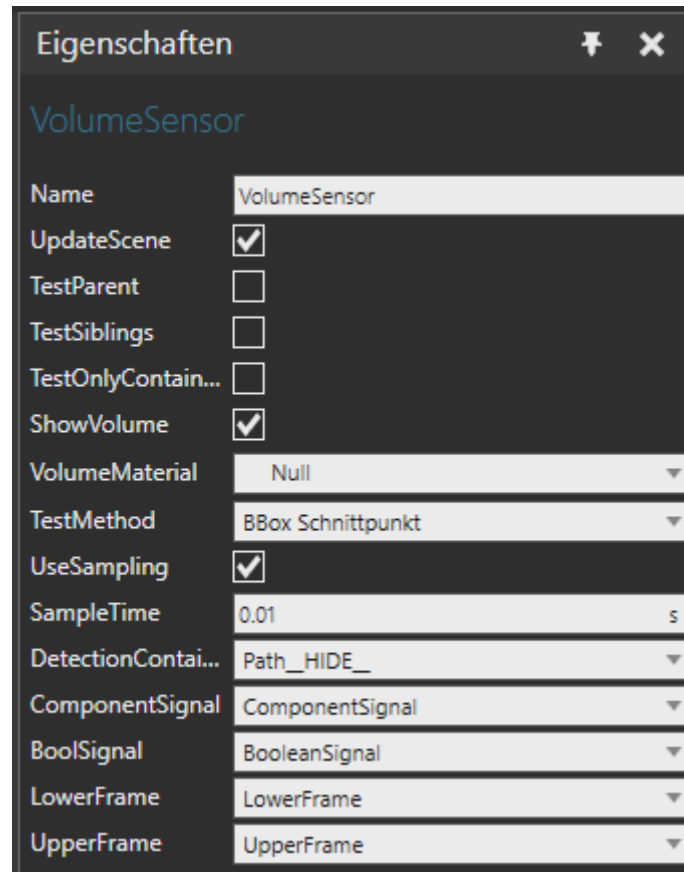 Eigenschaften
VolumeSensor
Name VolumeSensor
UpdateScene
TestParent
TestSiblings
TestOnlyContain...
ShowVolume
VolumeMaterial Null
TestMethod BBox Schnittpunkt
UseSampling
SampleTime 0.01 s
DetectionContai... Path__HIDE__
ComponentSignal ComponentSignal
BoolSignal BooleanSignal
LowerFrame LowerFrame
UpperFrame UpperFrame